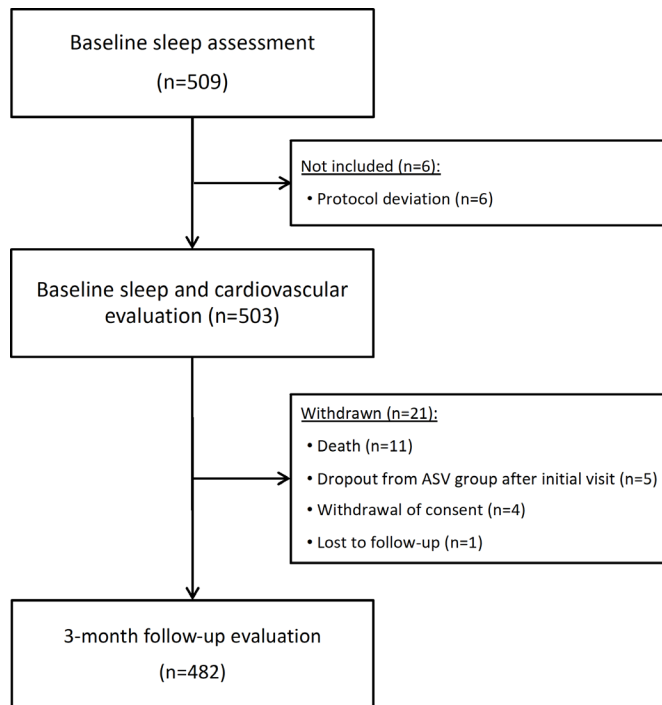 Baseline sleep assessment
(n=509)
Not included (n=6):
• Protocol deviation (n=6)
Baseline sleep and cardiovascular
evaluation (n=503)
Withdrawn (n=21):
• Death (n=11)
• Dropout from ASV group after initial visit (n=5)
• Withdrawal of consent (n=4)
• Lost to follow-up (n=1)
3-month follow-up evaluation
(n=482)